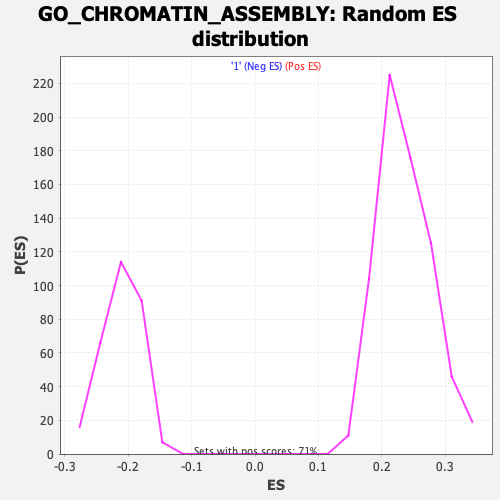 GO_CHROMATIN_ASSEMBLY: Random ES
distribution
'1' (Neg ES) (Pos ES)
P(ES)
220
200
180
160
140
120
100
80
60
40
20
0
Sets with pos scores: 71%
-0.3 -0.2 -0.1 0.0 0.1 0.2 0.3
ES